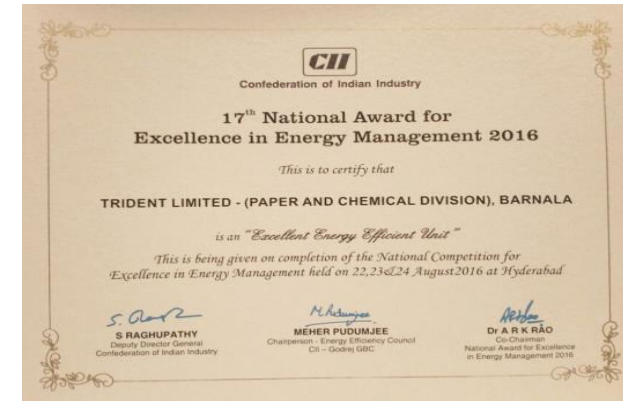 CII
Confederation of Indian Industry
17th National Award for
Excellence in Energy Management 2016
This is to certify that
TRIDENT LIMITED - (PAPER AND CHEMICAL DIVISION), BARNALA
is an "Excellent Energy Efficient Unit"
This is being given on completion of the National Competition for
Excellence in Energy Management held on 22,23&24 August2016 at Hyderabad
S RAGHUPATHY
Deputy Director General
Confederation of Indian Industry
MEHER PUDUMJEE
Chairperson - Energy Efficiency Council
CII – Godrej GBC
Dr A R K RAO
Co-Chairman
National Award for Excellence
in Energy Management 2016